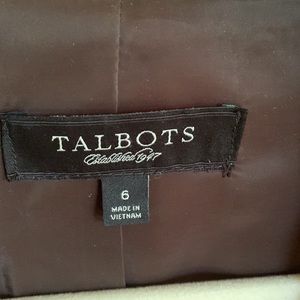 TALBOTS
Established 1947
6
MADE IN
VIETNAM